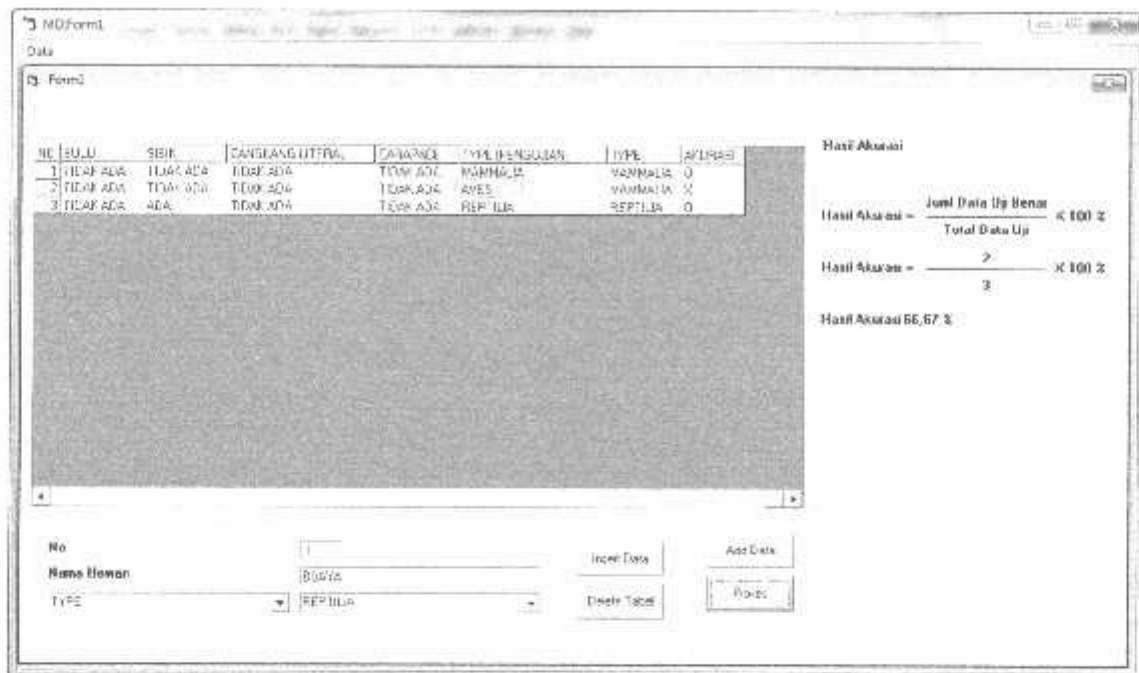 MDIForm1
Data
Form1
NO BULU SISIK CANGKANG LITERAL CARAPACE TYPE (PENGUJIAN TYPE AKURASI
1 TIDAK ADA TIDAK ADA TIDAK ADA TIDAK ADA MAMMALIA MAMMALIA O
2 TIDAK ADA TIDAK ADA TIDAK ADA TIDAK ADA AVES MAMMALIA X
3 TIDAK ADA ADA TIDAK ADA TIDAK ADA REPTILIA REPTILIA O
Hasil Akurasi
Hasil Akurasi = Juml Data Uji Benar X 100 %
Total Data Uji
Hasil Akurasi = 2 X 100 %
3
Hasil Akurasi 66,67 %
No
Nama Hewan BUAYA
TYPE REPTILIA
Insert Data
Add Data
Delete Tabel
Proses